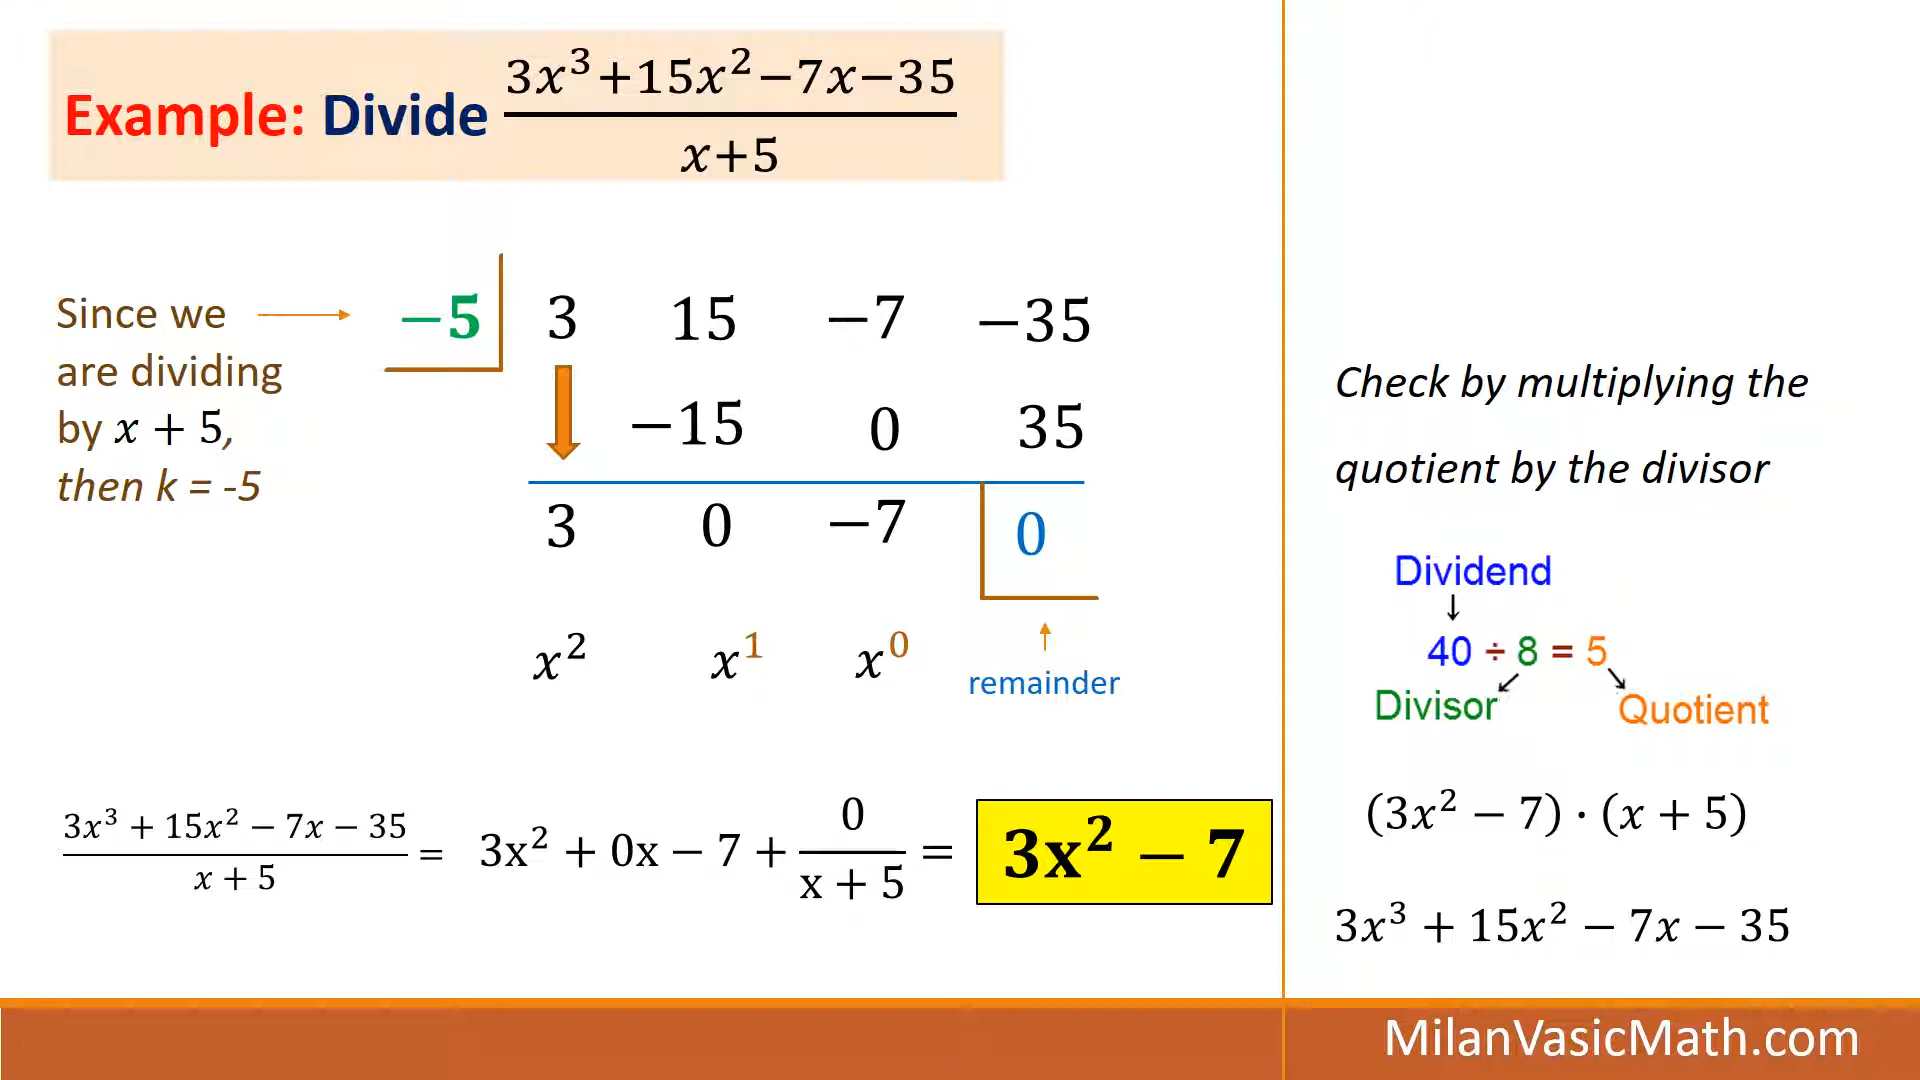 Example: Divide (3x³+15x²−7x−35)/(x+5)
Since we
are dividing
by x + 5,
then k = -5
−5 3 15 −7 −35
−15 0 35
3 0 −7 0
x² x¹ x⁰
remainder
(3x³ + 15x² − 7x − 35)/(x + 5) = 3x² + 0x − 7 + 0/(x + 5) = 3x² − 7
Check by multiplying the
quotient by the divisor
Dividend
↓
40 ÷ 8 = 5
Divisor Quotient
(3x² − 7) · (x + 5)
3x³ + 15x² − 7x − 35
MilanVasicMath.com